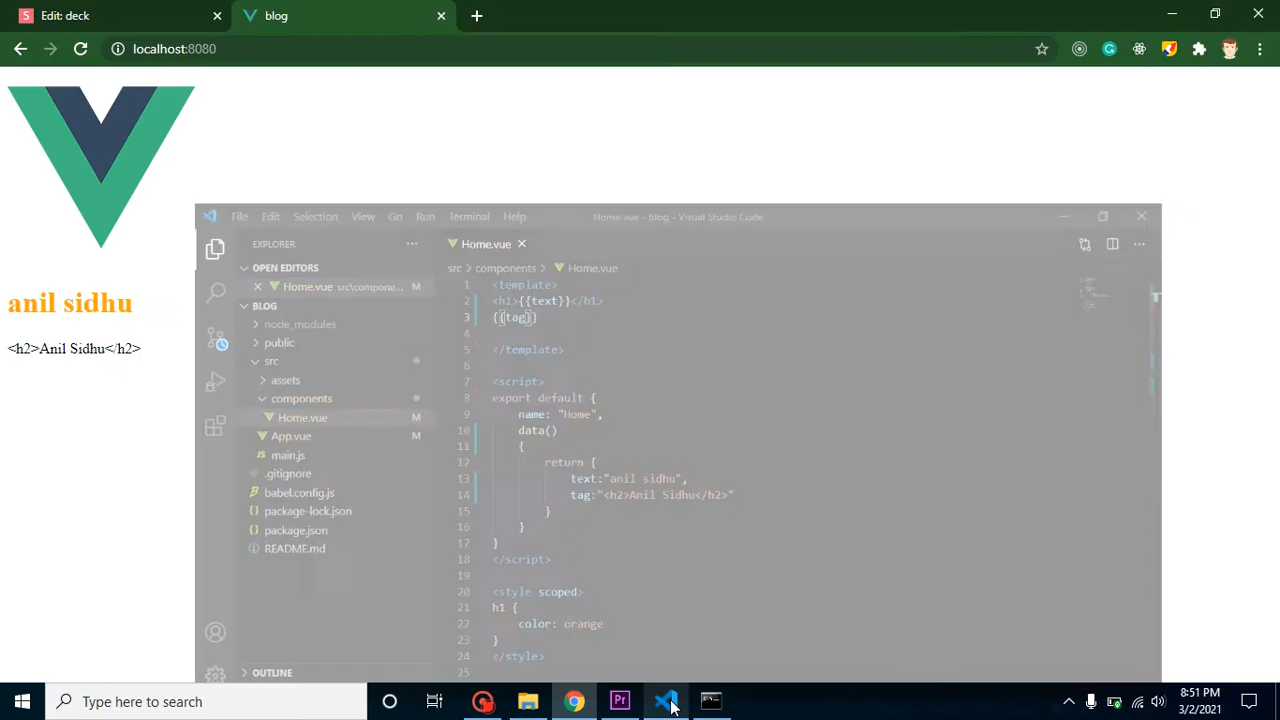 Edit: deck
blog
localhost:8080
anil sidhu
<h2>Anil Sidhu</h2>
File Edit Selection View Go Run Terminal Help
Home.vue - blog - Visual Studio Code
EXPLORER
OPEN EDITORS
Home.vue src\compone... M
BLOG
node_modules
public
src
assets
components
Home.vue M
App.vue M
main.js
.gitignore
babel.config.js
package-lock.json
package.json
README.md
OUTLINE
Home.vue
src > components > Home.vue
1 <template>
2 <h1>{{text}}</h1>
3 {{tag}}
4
5 </template>
6
7 <script>
8 export default {
9 name: "Home",
10 data()
11 {
12 return {
13 text:"anil sidhu",
14 tag:"<h2>Anil Sidhu</h2>"
15 }
16 }
17 }
18 </script>
19
20 <style scoped>
21 h1 {
22 color: orange
23 }
24 </style>
25
Type here to search
8:51 PM
3/2/2021